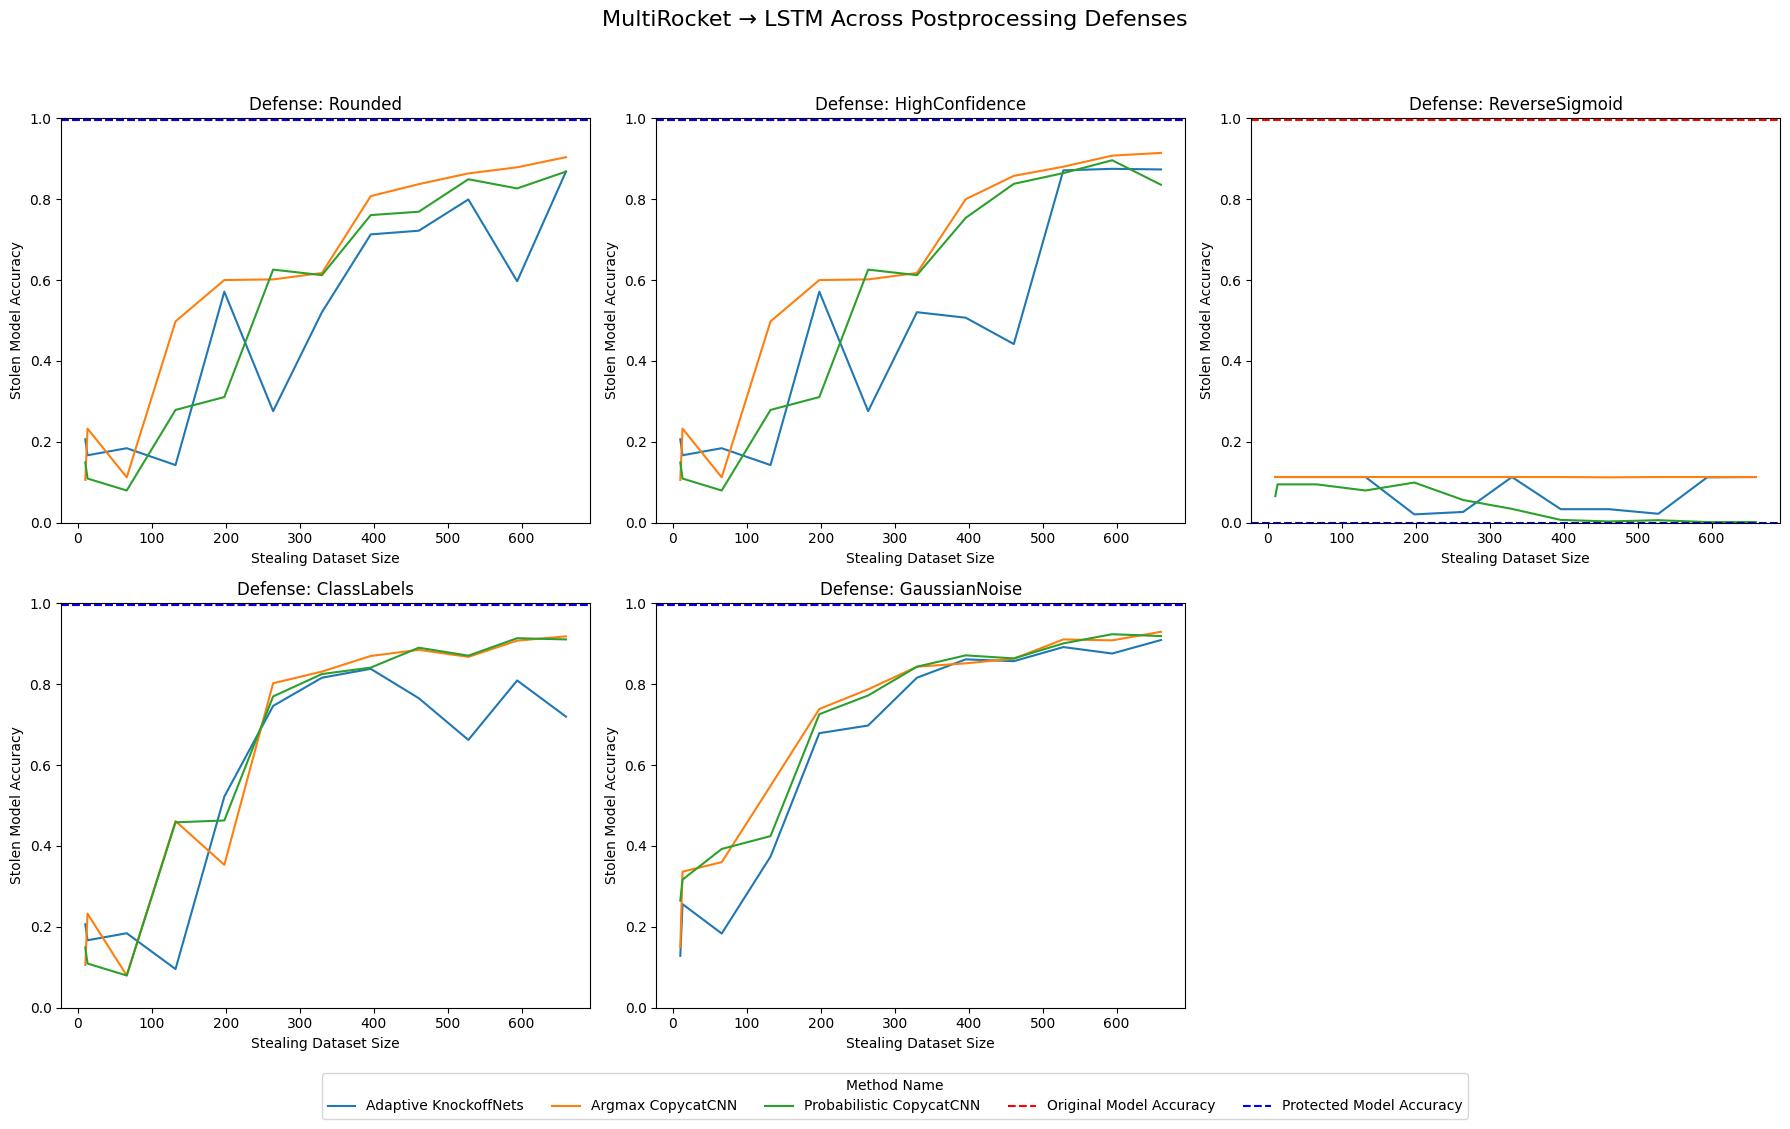 MultiRocket → LSTM Across Postprocessing Defenses
Defense: Rounded
1.0
0.8
0.6
0.4
0.2
0.0
Stolen Model Accuracy
0 100 200 300 400 500 600
Stealing Dataset Size
Defense: HighConfidence
1.0
0.8
0.6
0.4
0.2
0.0
Stolen Model Accuracy
0 100 200 300 400 500 600
Stealing Dataset Size
Defense: ReverseSigmoid
1.0
0.8
0.6
0.4
0.2
0.0
Stolen Model Accuracy
0 100 200 300 400 500 600
Stealing Dataset Size
Defense: ClassLabels
1.0
0.8
0.6
0.4
0.2
0.0
Stolen Model Accuracy
0 100 200 300 400 500 600
Stealing Dataset Size
Defense: GaussianNoise
1.0
0.8
0.6
0.4
0.2
0.0
Stolen Model Accuracy
0 100 200 300 400 500 600
Stealing Dataset Size
Method Name
Adaptive KnockoffNets Argmax CopycatCNN Probabilistic CopycatCNN Original Model Accuracy Protected Model Accuracy